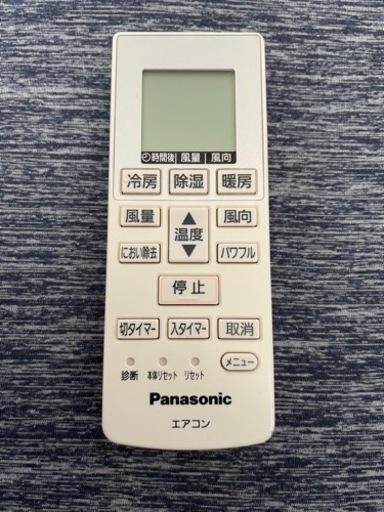 時間後 風量 風向
冷房 除湿 暖房
風量 温度 風向
におい除去 パワフル
停止
切タイマー 入タイマー 取消
診断 本体リセット リセット メニュー
Panasonic
エアコン